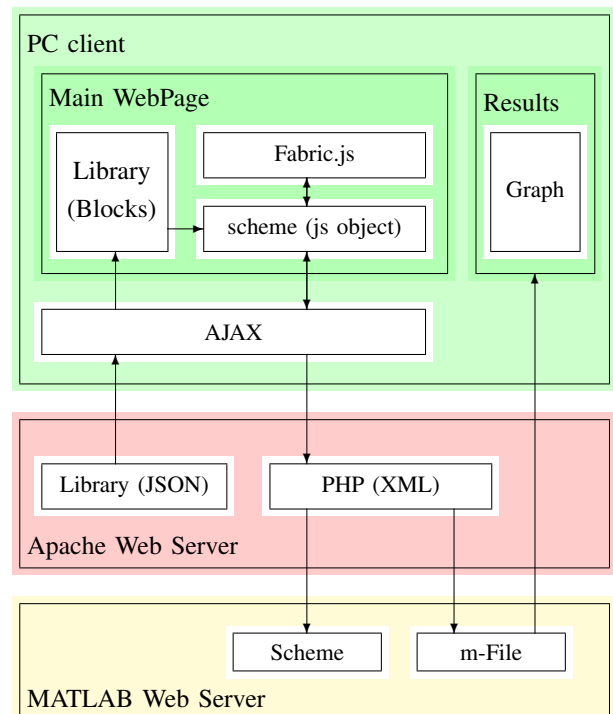 PC client
Main WebPage
Results
Library
(Blocks)
Fabric.js
scheme (js object)
Graph
AJAX
Library (JSON)
PHP (XML)
Apache Web Server
Scheme
m-File
MATLAB Web Server